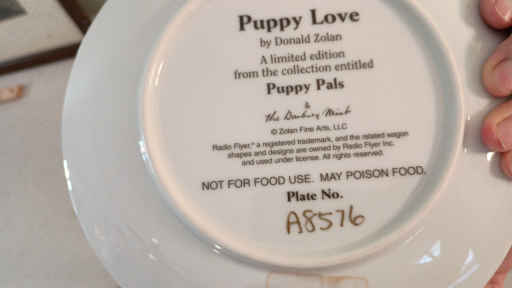 Puppy Love
by Donald Zolan
A limited edition
from the collection entitled
Puppy Pals
&
the Danbury Mint
© Zolan Fine Arts, LLC
Radio Flyer,® a registered trademark, and the related wagon
shapes and designs are owned by Radio Flyer Inc.
and used under license. All rights reserved.
NOT FOR FOOD USE. MAY POISON FOOD.
Plate No.
A8576